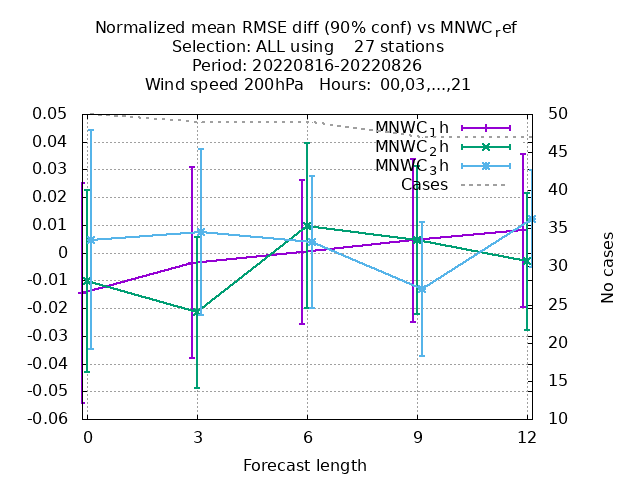 Normalized mean RMSE diff (90% conf) vs MNWC_ref
Selection: ALL using    27 stations
Period: 20220816-20220826
Wind speed 200hPa   Hours:  00,03,...,21
MNWC_1h
MNWC_2h
MNWC_3h
Cases
0.05
0.04
0.03
0.02
0.01
0
-0.01
-0.02
-0.03
-0.04
-0.05
-0.06
50
45
40
35
30
25
20
15
10
No cases
0 3 6 9 12
Forecast length